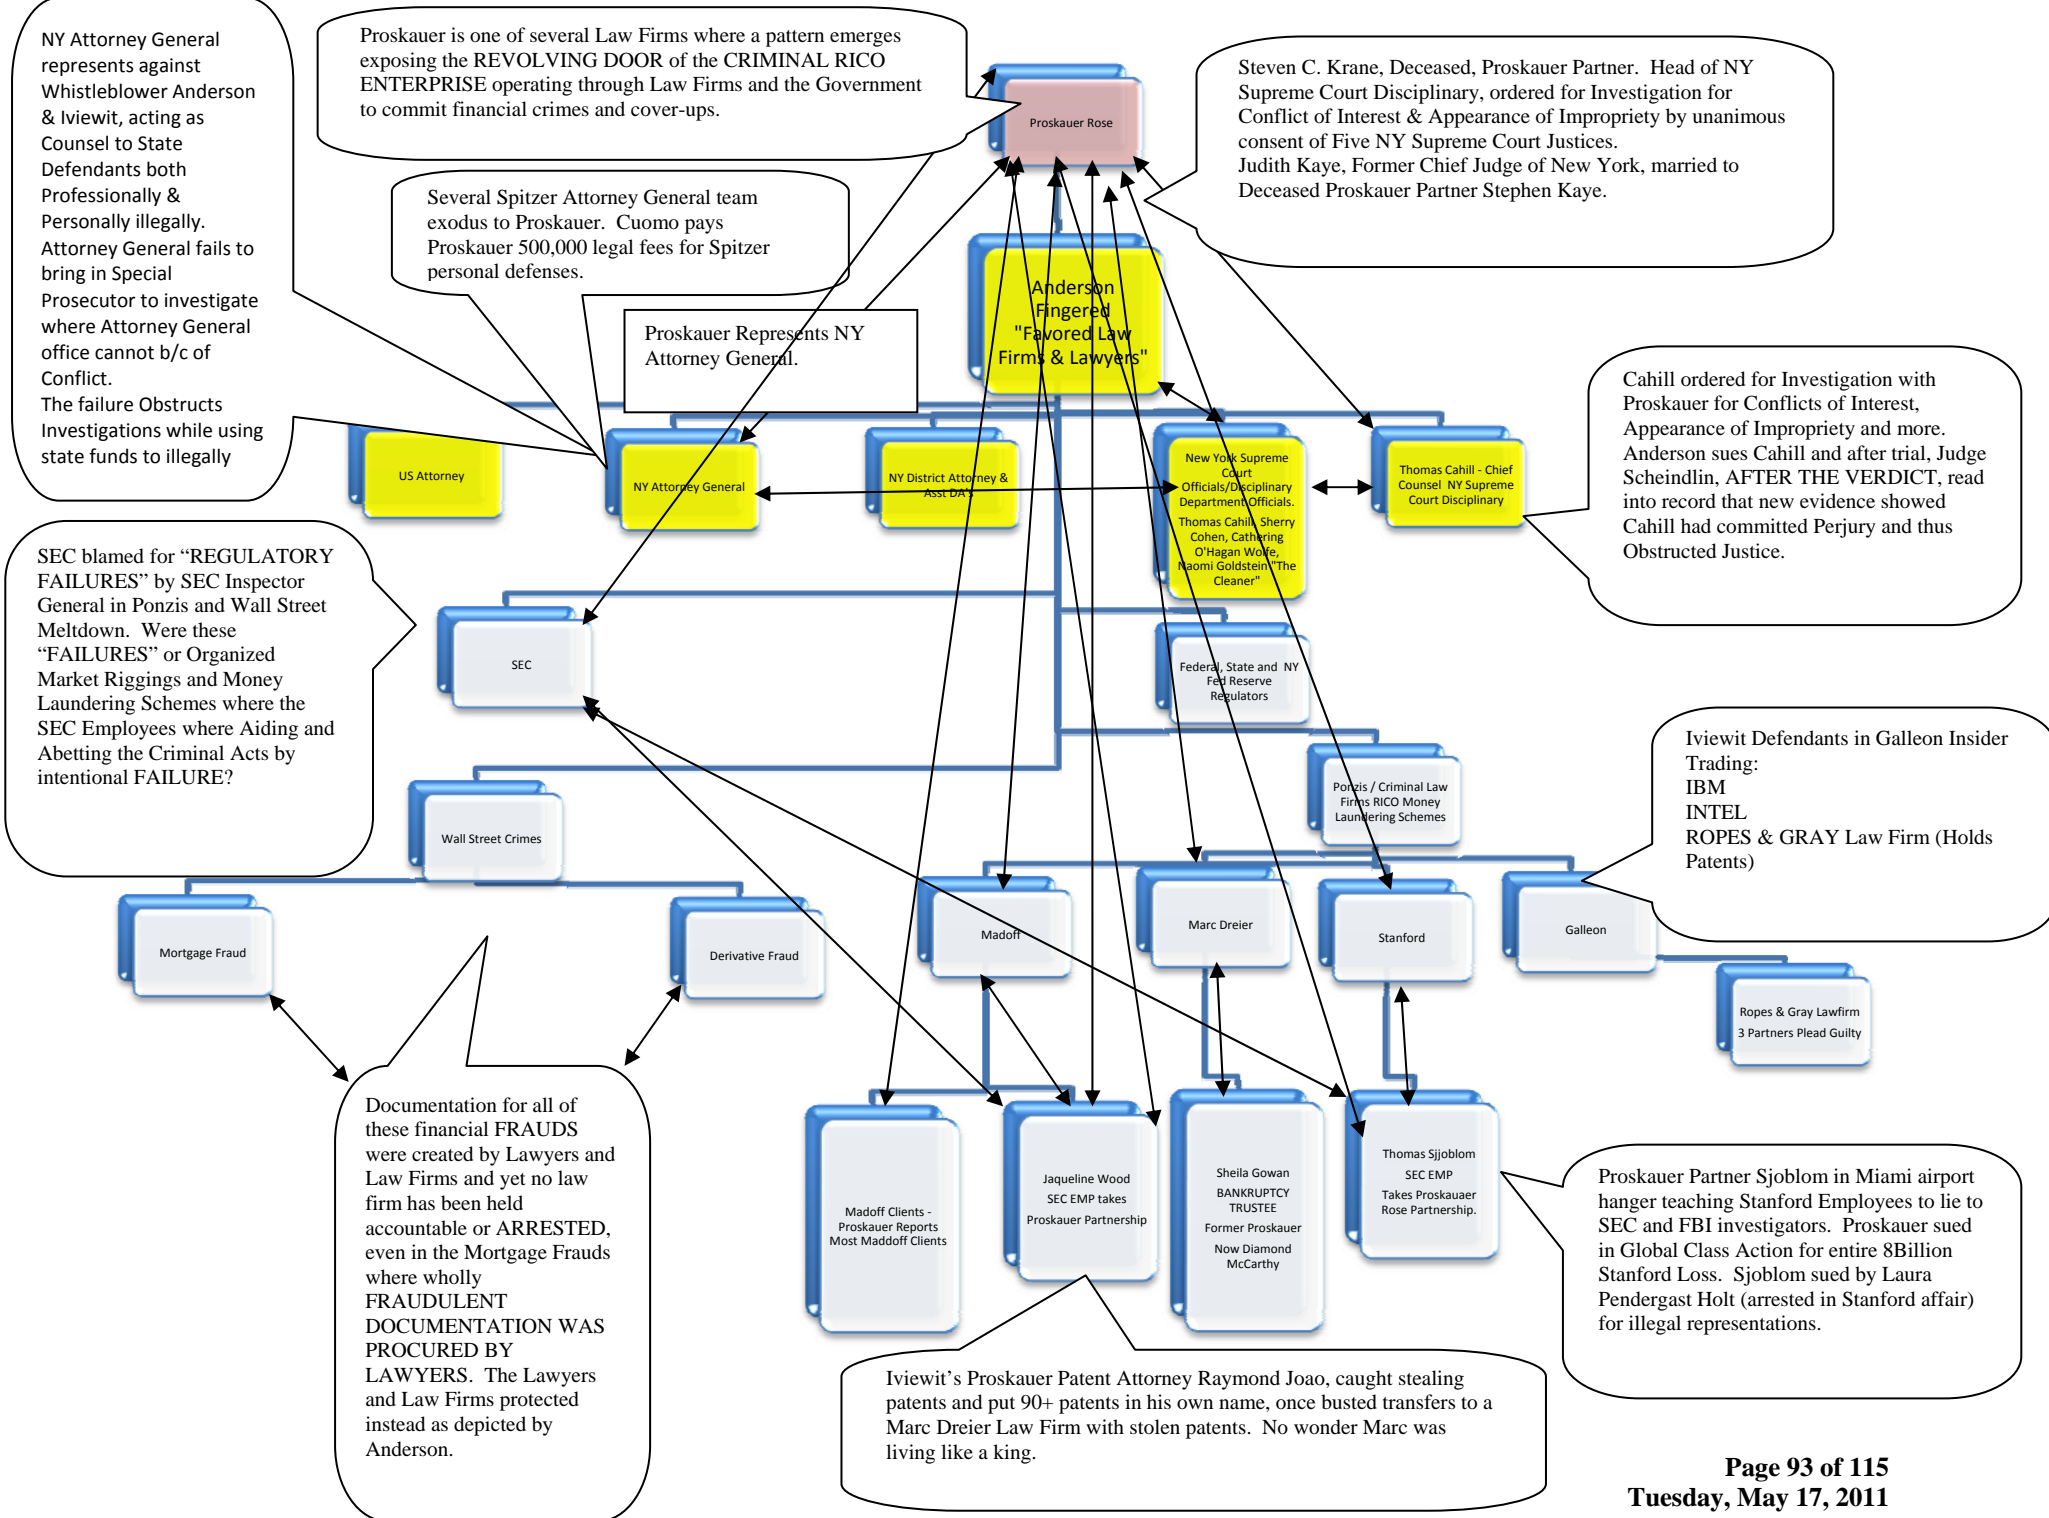 NY Attorney General
represents against
Whistleblower Anderson
& Iviewit, acting as
Counsel to State
Defendants both
Professionally &
Personally illegally.
Attorney General fails to
bring in Special
Prosecutor to investigate
where Attorney General
office cannot b/c of
Conflict.
The failure Obstructs
Investigations while using
state funds to illegally
Proskauer is one of several Law Firms where a pattern emerges
exposing the REVOLVING DOOR of the CRIMINAL RICO
ENTERPRISE operating through Law Firms and the Government
to commit financial crimes and cover-ups.
Proskauer Rose
Steven C. Krane, Deceased, Proskauer Partner.  Head of NY
Supreme Court Disciplinary, ordered for Investigation for
Conflict of Interest & Appearance of Impropriety by unanimous
consent of Five NY Supreme Court Justices.
Judith Kaye, Former Chief Judge of New York, married to
Deceased Proskauer Partner Stephen Kaye.
Several Spitzer Attorney General team
exodus to Proskauer.  Cuomo pays
Proskauer 500,000 legal fees for Spitzer
personal defenses.
Proskauer Represents NY
Attorney General.
Anderson
Fingered
"Favored Law
Firms & Lawyers"
Cahill ordered for Investigation with
Proskauer for Conflicts of Interest,
Appearance of Impropriety and more.
Anderson sues Cahill and after trial, Judge
Scheindlin, AFTER THE VERDICT, read
into record that new evidence showed
Cahill had committed Perjury and thus
Obstructed Justice.
US Attorney
NY Attorney General
NY District Attorney &
Asst DA's
New York Supreme
Court
Officials/Disciplinary
Department Officials.
Thomas Cahill, Sherry
Cohen, Cathering
O'Hagan Wolfe,
Naomi Goldstein "The
Cleaner"
Thomas Cahill - Chief
Counsel  NY Supreme
Court Disciplinary
SEC blamed for “REGULATORY
FAILURES” by SEC Inspector
General in Ponzis and Wall Street
Meltdown.  Were these
“FAILURES” or Organized
Market Riggings and Money
Laundering Schemes where the
SEC Employees where Aiding and
Abetting the Criminal Acts by
intentional FAILURE?
SEC
Federal, State and  NY
Fed Reserve
Regulators
Iviewit Defendants in Galleon Insider
Trading:
IBM
INTEL
ROPES & GRAY Law Firm (Holds
Patents)
Ponzis / Criminal Law
Firms RICO Money
Laundering Schemes
Wall Street Crimes
Mortgage Fraud
Derivative Fraud
Madoff
Marc Dreier
Stanford
Galleon
Ropes & Gray Lawfirm
3 Partners Plead Guilty
Documentation for all of
these financial FRAUDS
were created by Lawyers and
Law Firms and yet no law
firm has been held
accountable or ARRESTED,
even in the Mortgage Frauds
where wholly
FRAUDULENT
DOCUMENTATION WAS
PROCURED BY
LAWYERS.  The Lawyers
and Law Firms protected
instead as depicted by
Anderson.
Madoff Clients -
Proskauer Reports
Most Maddoff Clients
Jaqueline Wood
SEC EMP takes
Proskauer Partnership
Sheila Gowan
BANKRUPTCY
TRUSTEE
Former Proskauer
Now Diamond
McCarthy
Thomas Sjjoblom
SEC EMP
Takes Proskauaer
Rose Partnership.
Proskauer Partner Sjoblom in Miami airport
hanger teaching Stanford Employees to lie to
SEC and FBI investigators.  Proskauer sued
in Global Class Action for entire 8Billion
Stanford Loss.  Sjoblom sued by Laura
Pendergast Holt (arrested in Stanford affair)
for illegal representations.
Iviewit’s Proskauer Patent Attorney Raymond Joao, caught stealing
patents and put 90+ patents in his own name, once busted transfers to a
Marc Dreier Law Firm with stolen patents.  No wonder Marc was
living like a king.
Page 93 of 115
Tuesday, May 17, 2011